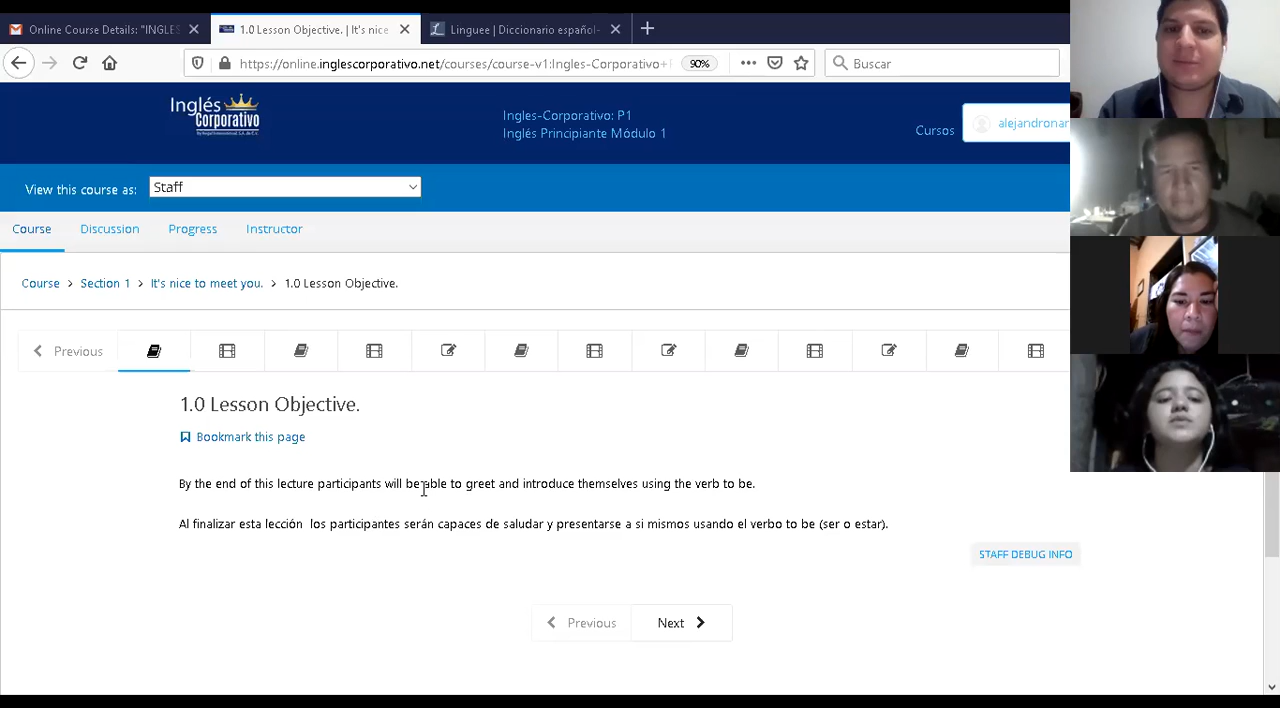 Online Course Details: "INGLES
1.0 Lesson Objective. | It's nice
Linguee | Diccionario español-
https://online.inglescorporativo.net/courses/course-v1:Ingles-Corporativo+
90%
Buscar
Inglés
Corporativo
Ingles-Corporativo: P1
Inglés Principiante Módulo 1
Cursos
alejandronar
View this course as:
Staff
Course
Discussion
Progress
Instructor
Course > Section 1 > It's nice to meet you. > 1.0 Lesson Objective.
Previous
1.0 Lesson Objective.
Bookmark this page
By the end of this lecture participants will be able to greet and introduce themselves using the verb to be.
Al finalizar esta lección los participantes serán capaces de saludar y presentarse a si mismos usando el verbo to be (ser o estar).
STAFF DEBUG INFO
Previous
Next